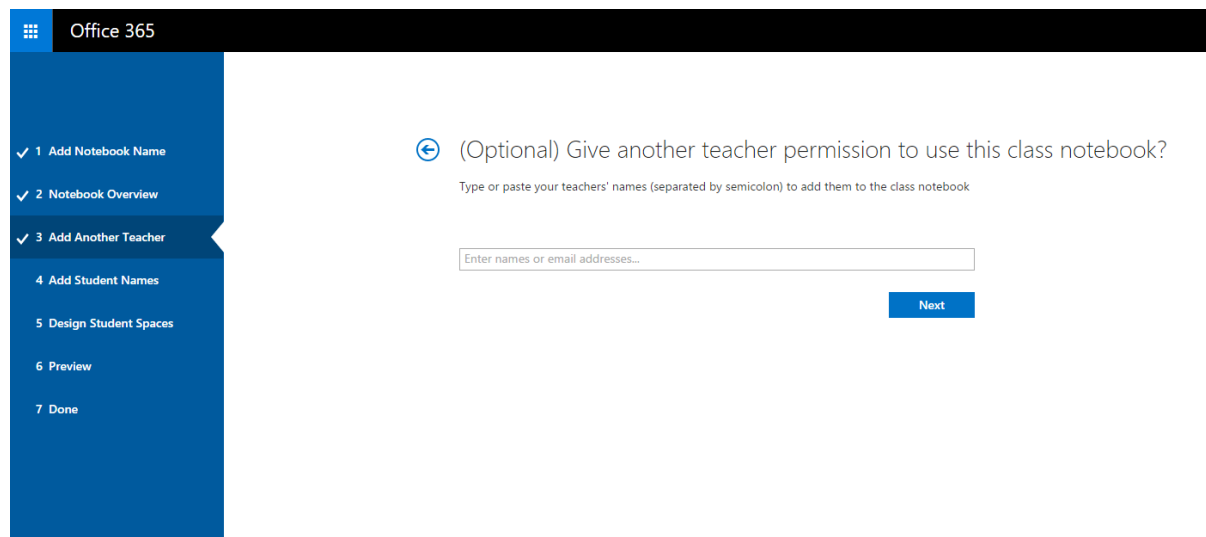 Office 365
1 Add Notebook Name
2 Notebook Overview
3 Add Another Teacher
4 Add Student Names
5 Design Student Spaces
6 Preview
7 Done
(Optional) Give another teacher permission to use this class notebook?
Type or paste your teachers' names (separated by semicolon) to add them to the class notebook
Enter names or email addresses...
Next